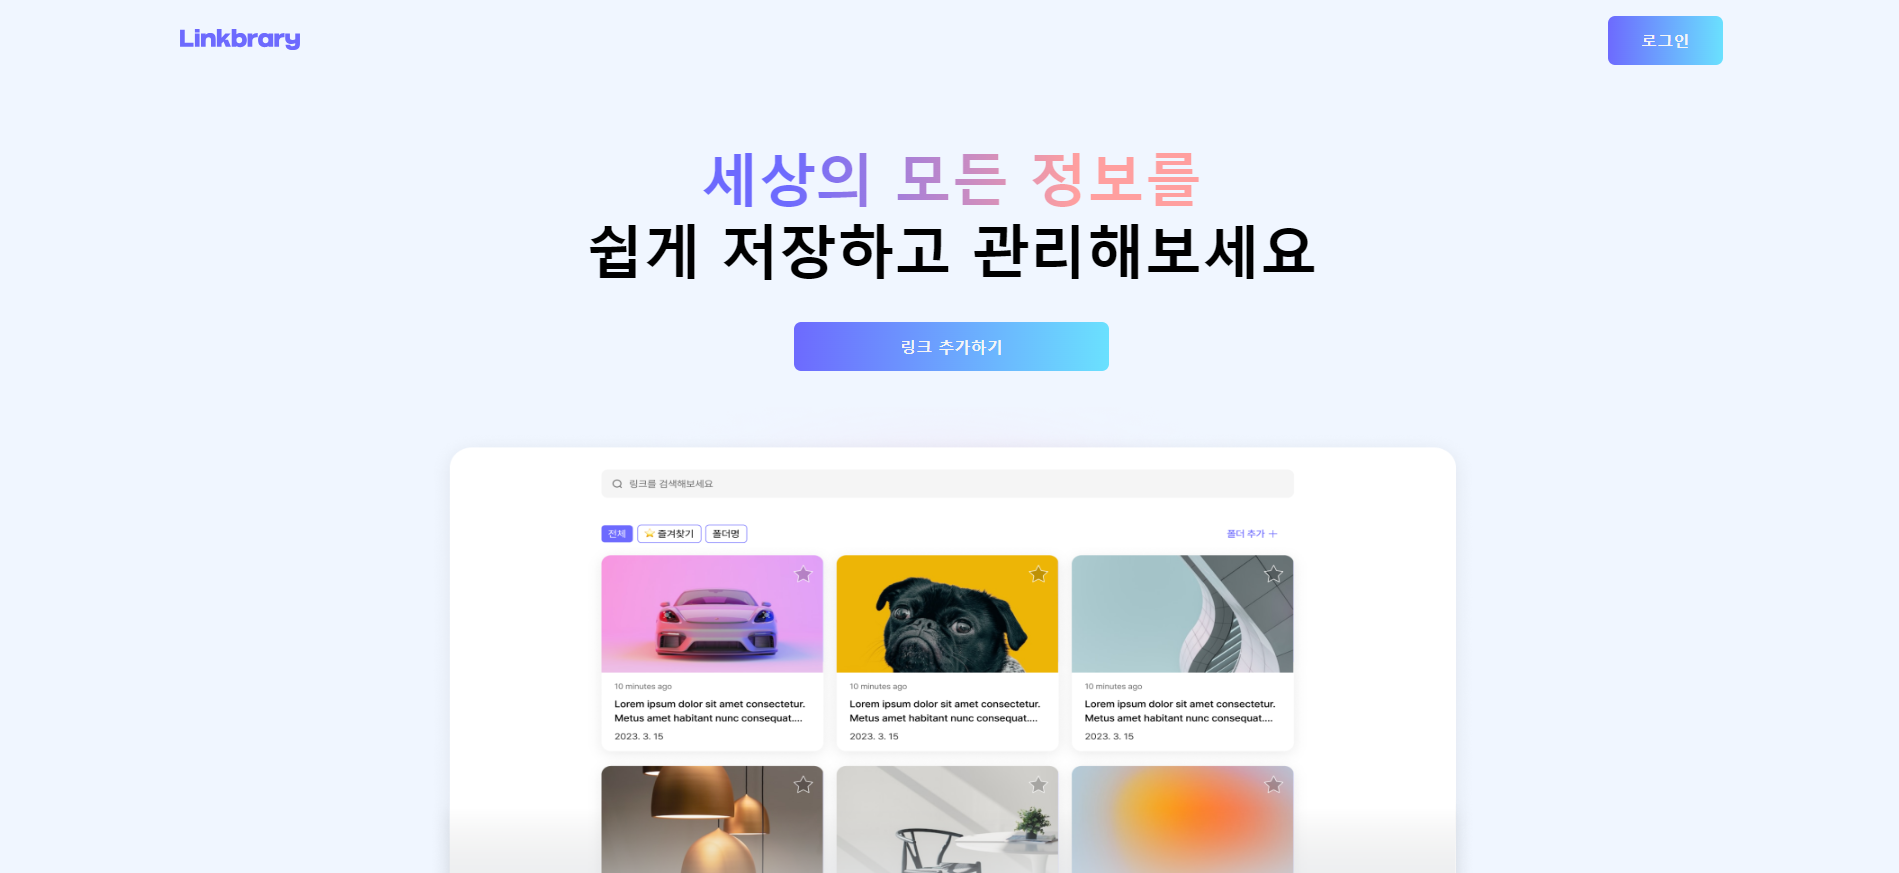 Linkbrary
로그인
세상의 모든 정보를
쉽게 저장하고 관리해보세요
링크 추가하기
링크를 검색해보세요
전체
⭐ 즐겨찾기
폴더명
폴더 추가 +
10 minutes ago
Lorem ipsum dolor sit amet consectetur.
Metus amet habitant nunc consequat....
2023. 3. 15
10 minutes ago
Lorem ipsum dolor sit amet consectetur.
Metus amet habitant nunc consequat....
2023. 3. 15
10 minutes ago
Lorem ipsum dolor sit amet consectetur.
Metus amet habitant nunc consequat....
2023. 3. 15